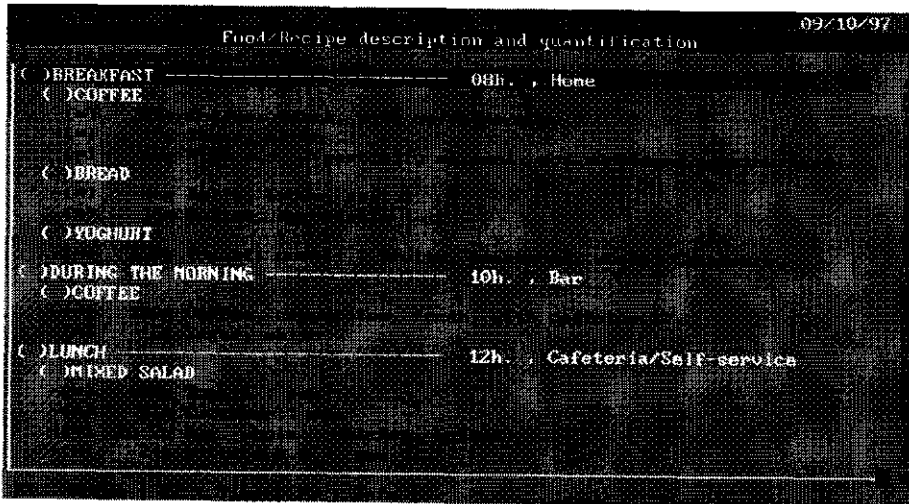 09/10/97
Food/Recipe description and quantification
( )BREAKFAST 08h. , Home
( )COFFEE
( )BREAD
( )YOGHURT
( )DURING THE MORNING 10h. , Bar
( )COFFEE
( )LUNCH 12h. , Cafeteria/Self-service
( )MIXED SALAD